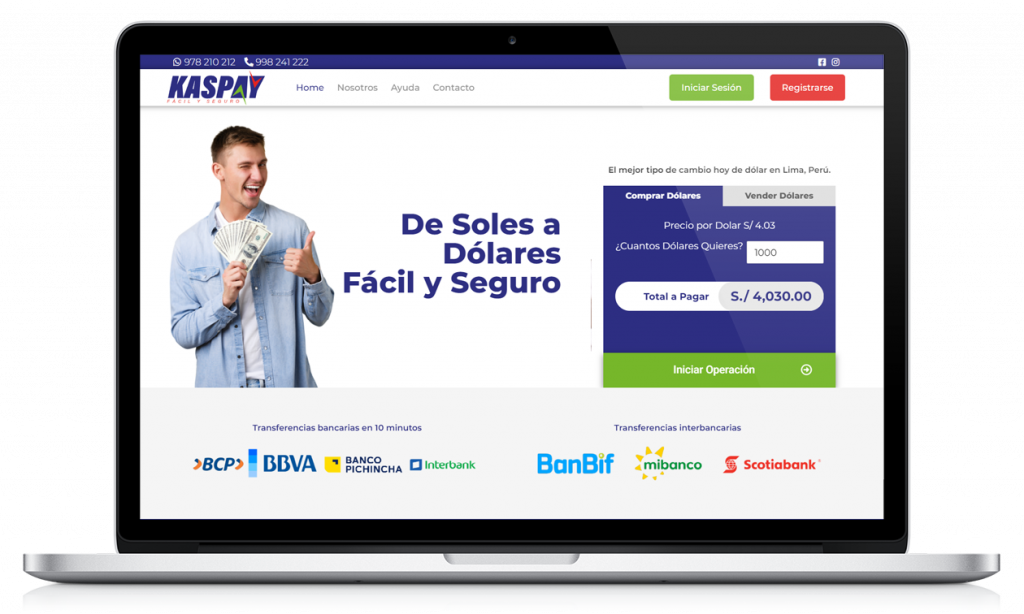 978 210 212 998 241 222
KASPAY
FÁCIL Y SEGURO
Home Nosotros Ayuda Contacto
Iniciar Sesión Registrarse
De Soles a
Dólares
Fácil y Seguro
El mejor tipo de cambio hoy de dólar en Lima, Perú.
Comprar Dólares Vender Dólares
Precio por Dolar S/ 4.03
¿Cuantos Dólares Quieres? 1000
Total a Pagar S./ 4,030.00
Iniciar Operación
Transferencias bancarias en 10 minutos
BCP BBVA BANCO PICHINCHA Interbank
Transferencias interbancarias
BanBif mibanco Scotiabank